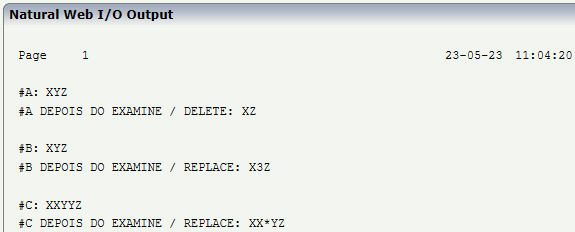 Natural Web I/O Output
Page 1 23-05-23 11:04:20
#A: XYZ
#A DEPOIS DO EXAMINE / DELETE: XZ
#B: XYZ
#B DEPOIS DO EXAMINE / REPLACE: X3Z
#C: XXYYZ
#C DEPOIS DO EXAMINE / REPLACE: XX*YZ